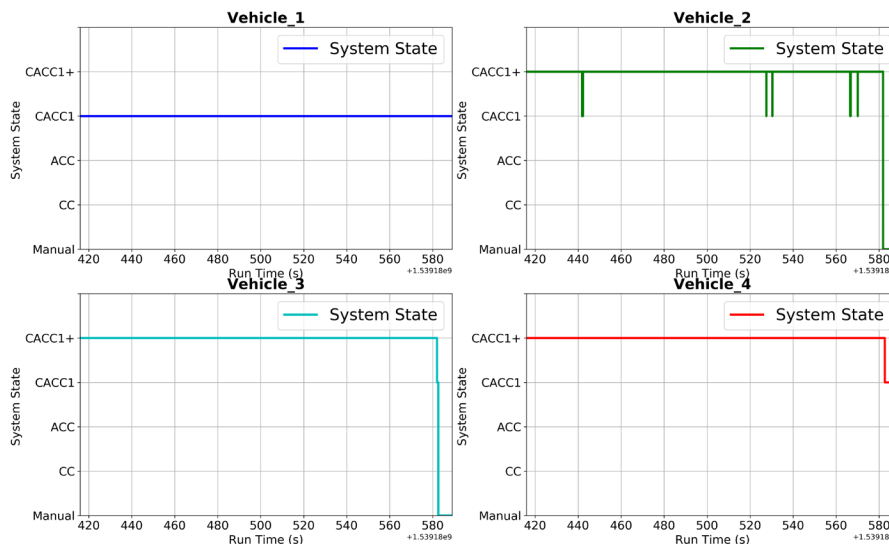 Vehicle_1
System State
CACC1+
CACC1
ACC
CC
Manual
System State
420 440 460 480 500 520 540 560 580
Run Time (s)
+1.53918e9
Vehicle_2
System State
CACC1+
CACC1
ACC
CC
Manual
System State
420 440 460 480 500 520 540 560 580
Run Time (s)
+1.53918e9
Vehicle_3
System State
CACC1+
CACC1
ACC
CC
Manual
System State
420 440 460 480 500 520 540 560 580
Run Time (s)
+1.53918e9
Vehicle_4
System State
CACC1+
CACC1
ACC
CC
Manual
System State
420 440 460 480 500 520 540 560 580
Run Time (s)
+1.53918e9